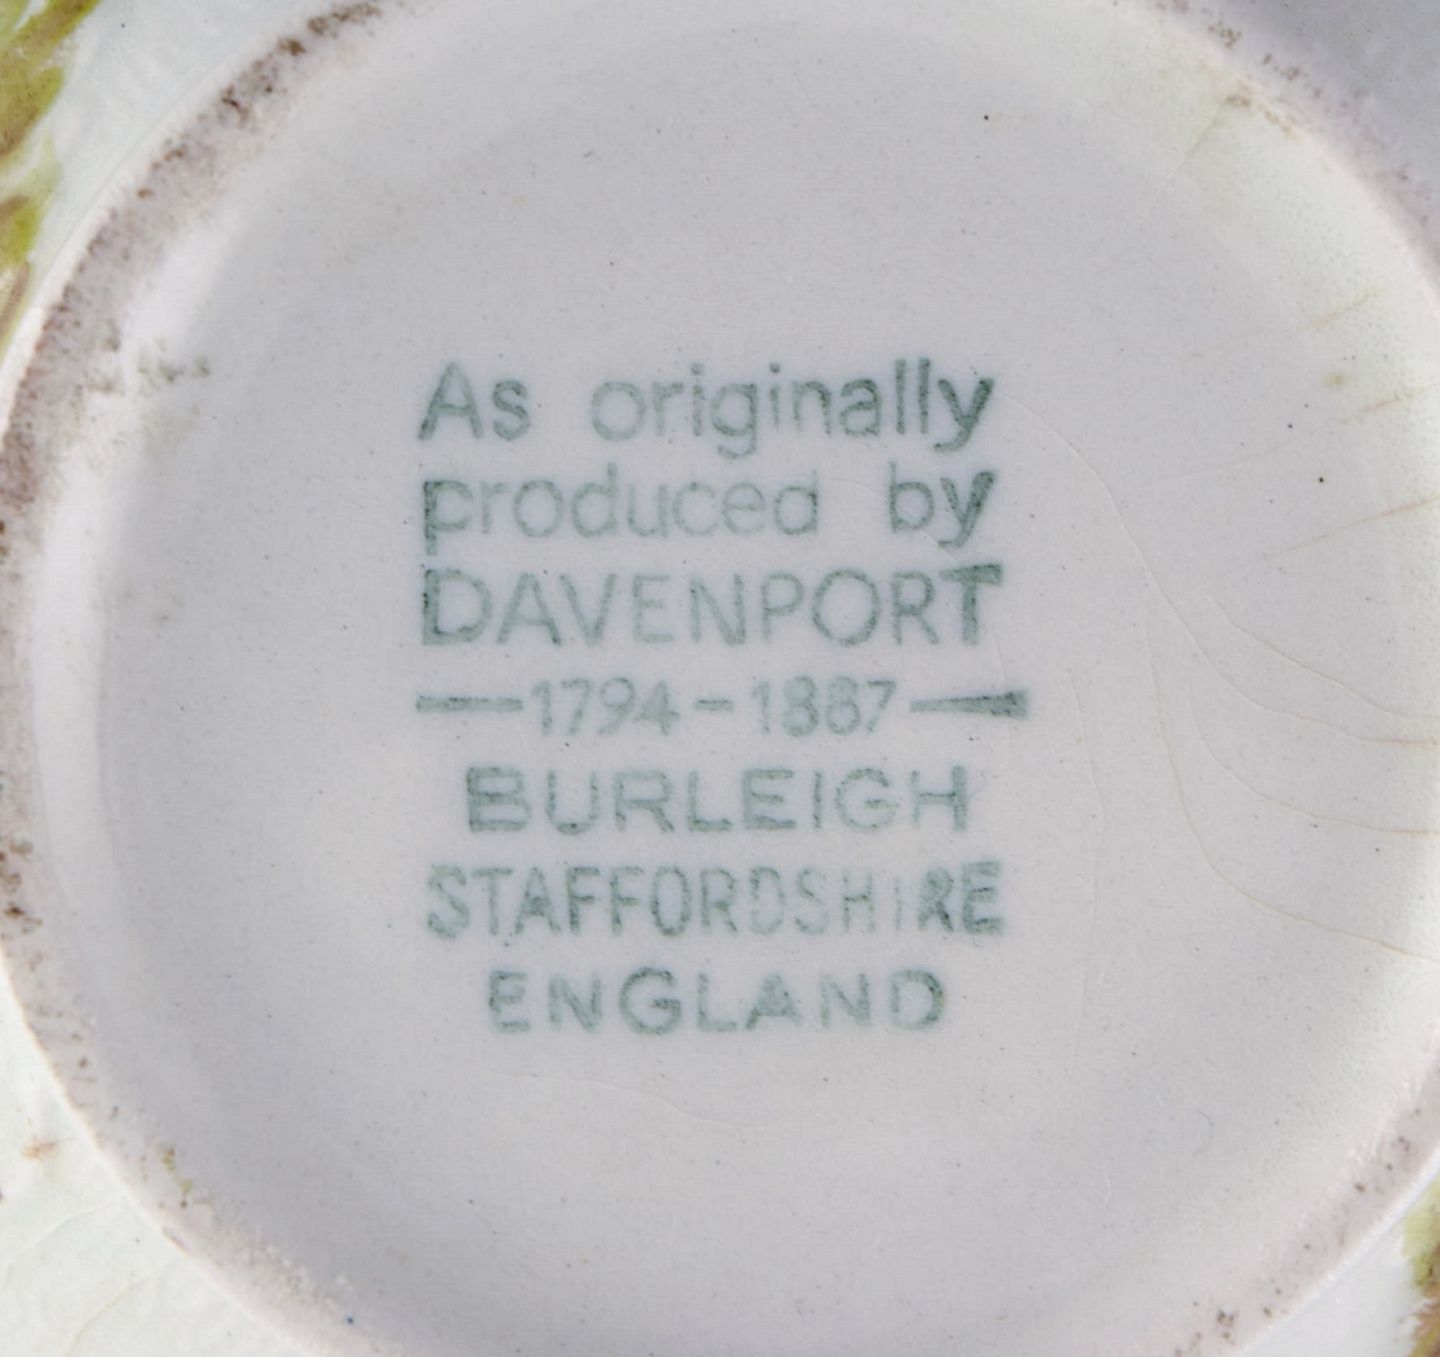 As originally
produced by
DAVENPORT
—1794-1887—
BURLEIGH
STAFFORDSHIRE
ENGLAND